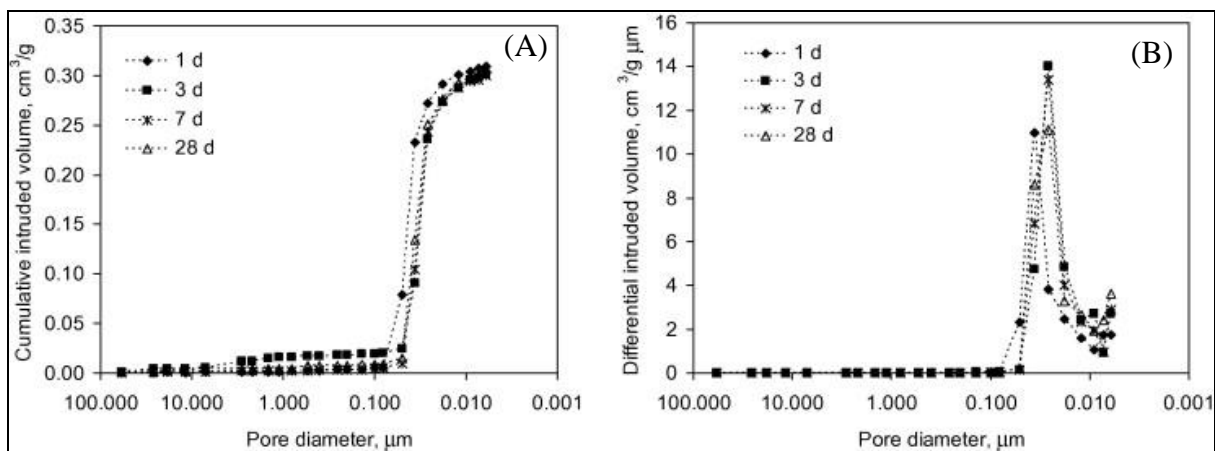 (A)
Cumulative intruded volume, cm³/g
0.35
0.30
0.25
0.20
0.15
0.10
0.05
0.00
1 d
3 d
7 d
28 d
100.000 10.000 1.000 0.100 0.010 0.001
Pore diameter, µm
(B)
Differential intruded volume, cm³/g µm
16
14
12
10
8
6
4
2
0
1 d
3 d
7 d
28 d
100.000 10.000 1.000 0.100 0.010 0.001
Pore diameter, µm